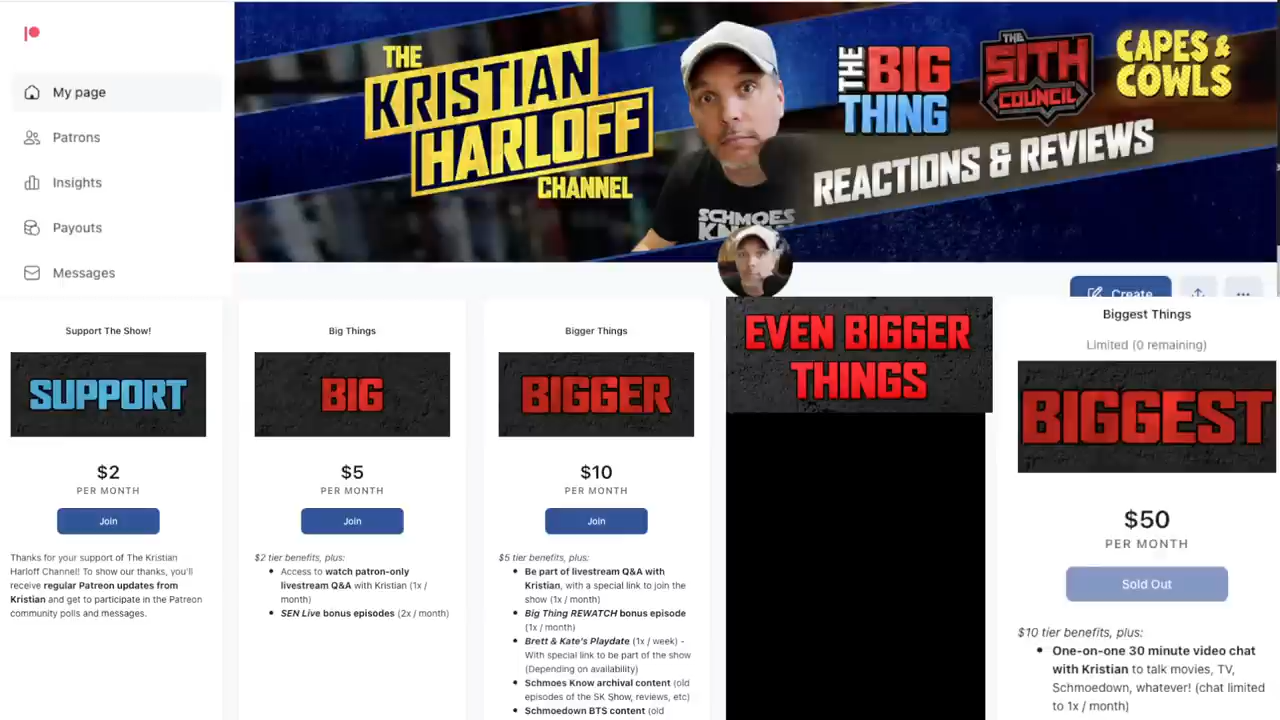 THE
KRISTIAN
HARLOFF
CHANNEL
THE BIG
THING
THE
SITH
COUNCIL
CAPES &
COWLS
REACTIONS & REVIEWS
SCHMOES
My page
Patrons
Insights
Payouts
Messages
Create
Support The Show!
SUPPORT
$2
PER MONTH
Join
Thanks for your support of The Kristian
Harloff Channel! To show our thanks, you'll
receive regular Patreon updates from
Kristian and get to participate in the Patreon
community polls and messages.
Big Things
BIG
$5
PER MONTH
Join
$2 tier benefits, plus:
Access to watch patron-only
livestream Q&A with Kristian (1x /
month)
SEN Live bonus episodes (2x / month)
Bigger Things
BIGGER
$10
PER MONTH
Join
$5 tier benefits, plus:
Be part of livestream Q&A with
Kristian, with a special link to join the
show (1x / month)
Big Thing REWATCH bonus episode
(1x / month)
Brett & Kate's Playdate (1x / week) -
With special link to be part of the show
(Depending on availability)
Schmoes Know archival content (old
episodes of the SK Show, reviews, etc)
Schmoedown BTS content (old
EVEN BIGGER
THINGS
Biggest Things
Limited (0 remaining)
BIGGEST
$50
PER MONTH
Sold Out
$10 tier benefits, plus:
One-on-one 30 minute video chat
with Kristian to talk movies, TV,
Schmoedown, whatever! (chat limited
to 1x / month)